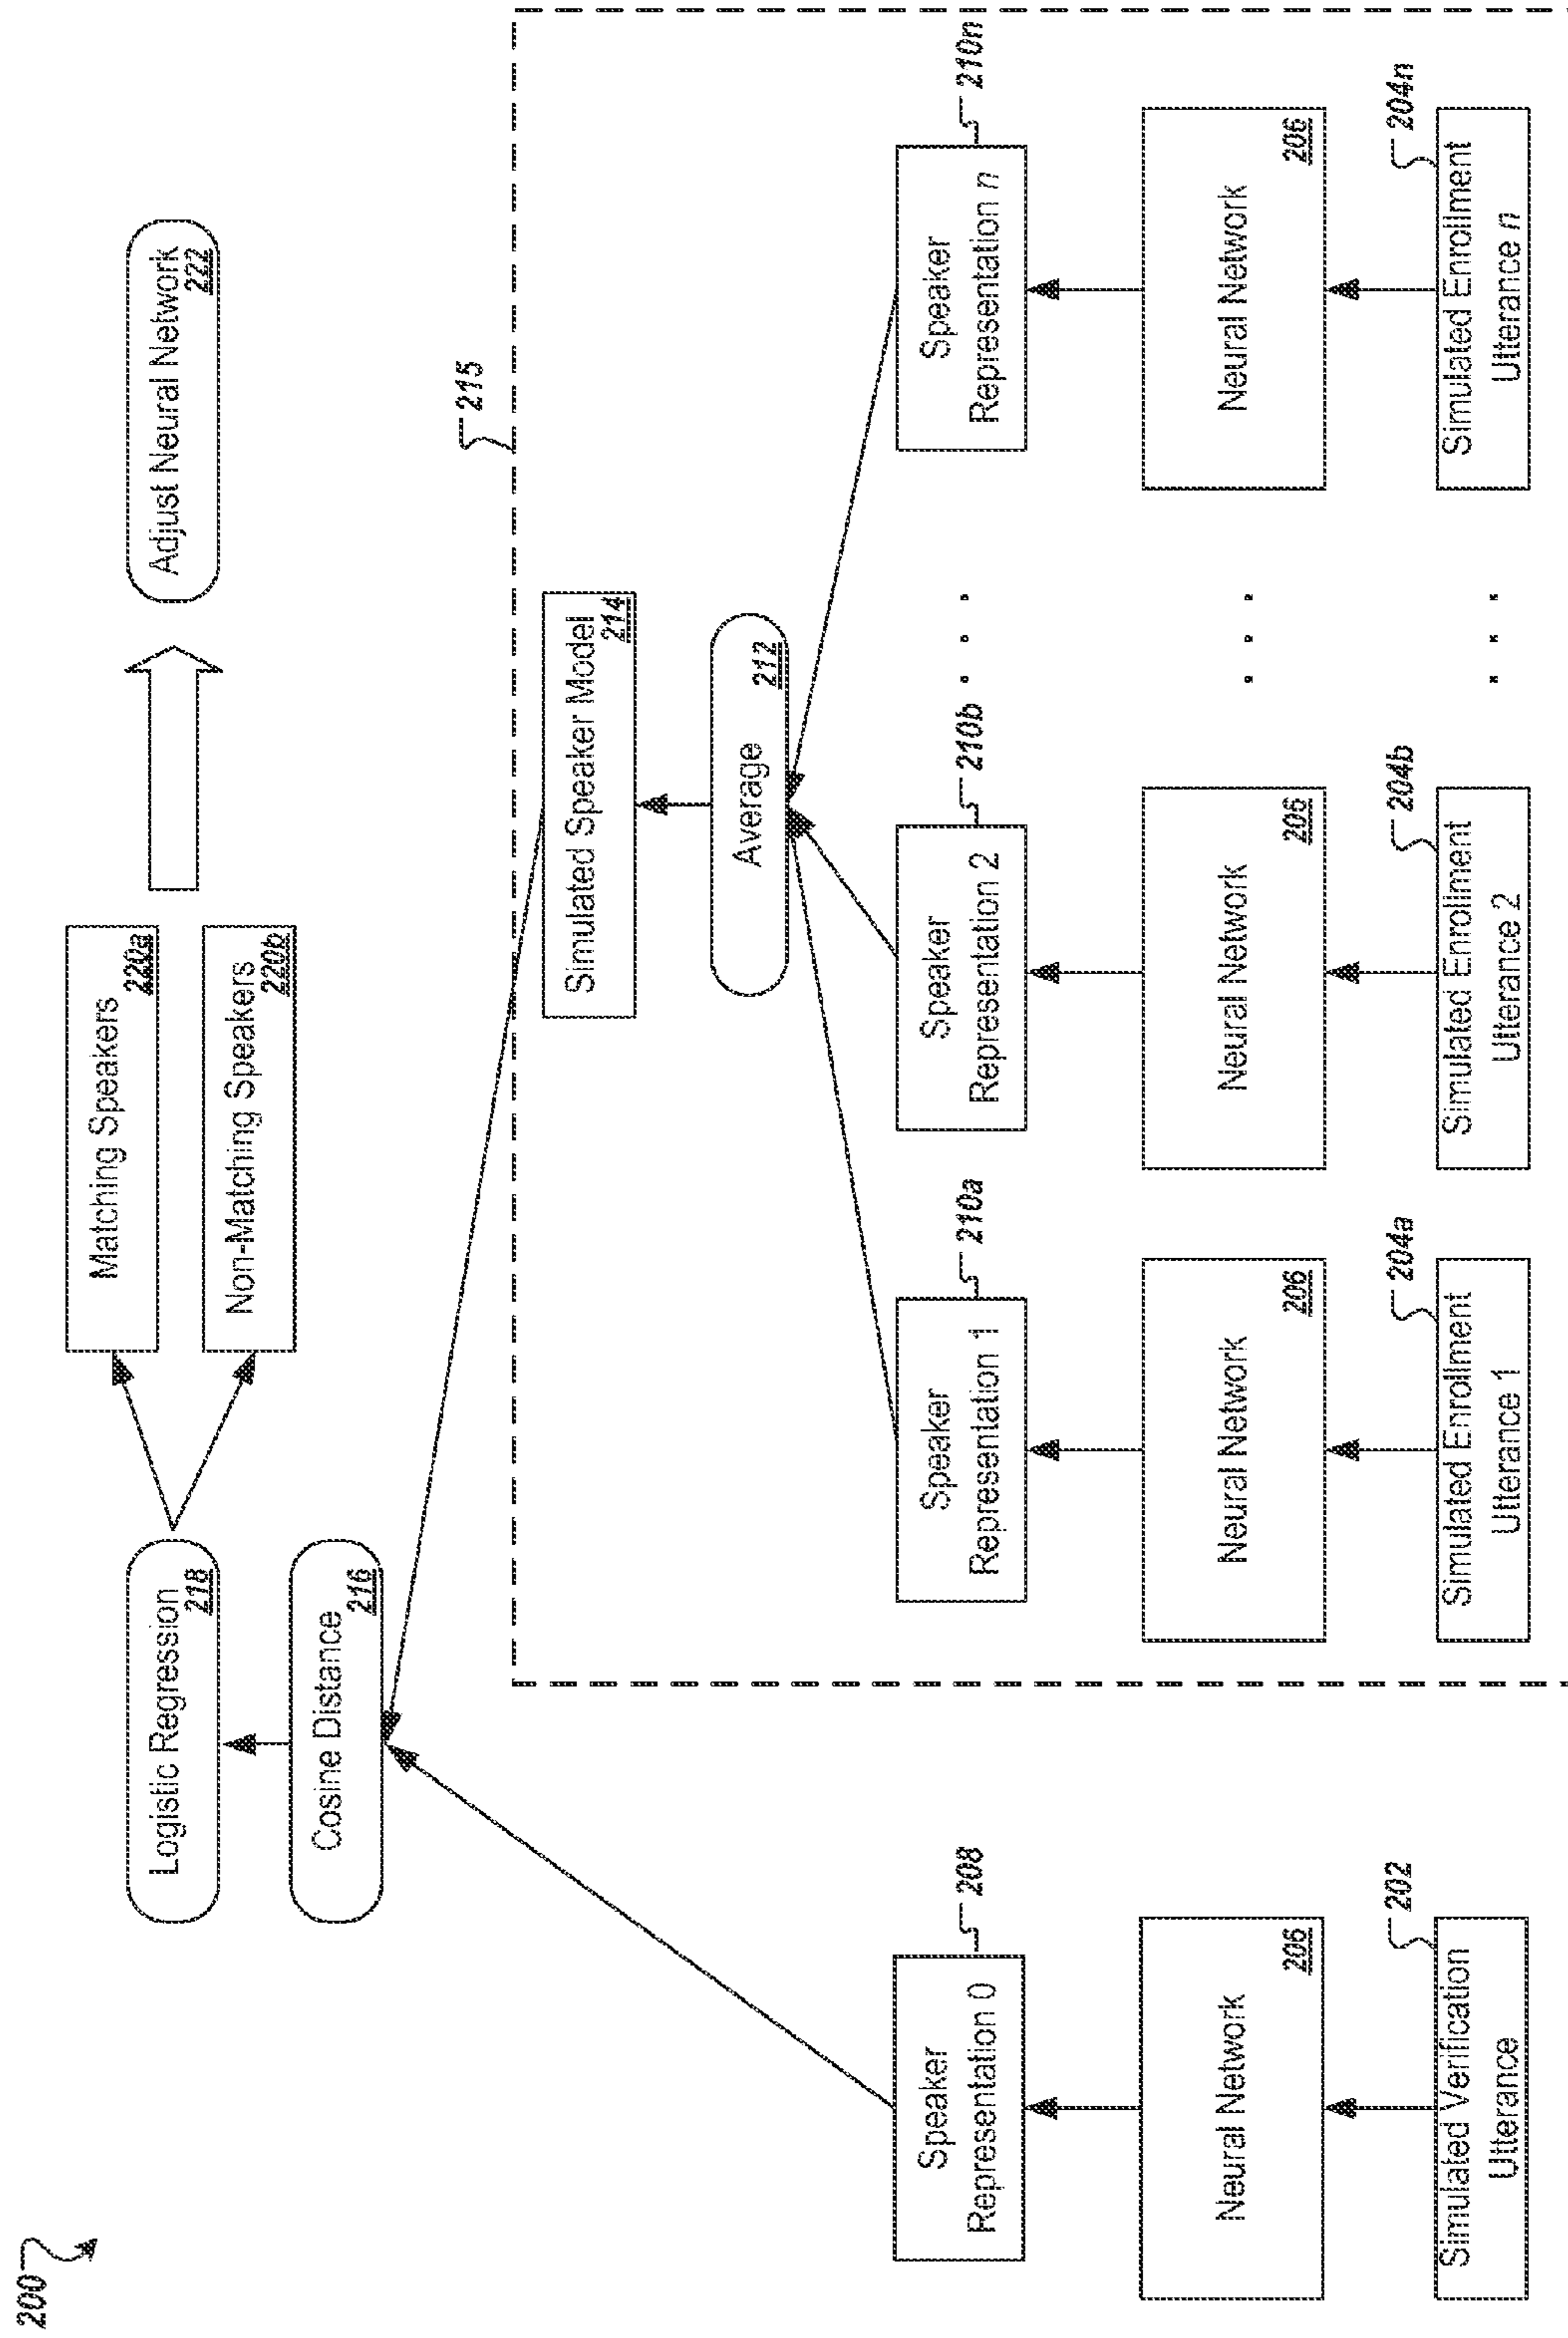 200
Logistic Regression
218
Matching Speakers
220a
Non-Matching Speakers
220b
Adjust Neural Network
222
Cosine Distance
216
215
Simulated Speaker Model
214
Average
212
Speaker
Representation 0
208
Speaker
Representation 1
210a
Speaker
Representation 2
210b
. . .
Speaker
Representation n
210n
Neural Network
206
Neural Network
206
Neural Network
206
. . .
Neural Network
206
Simulated Verification
Utterance
202
Simulated Enrollment
Utterance 1
204a
Simulated Enrollment
Utterance 2
204b
. . .
Simulated Enrollment
Utterance n
204n